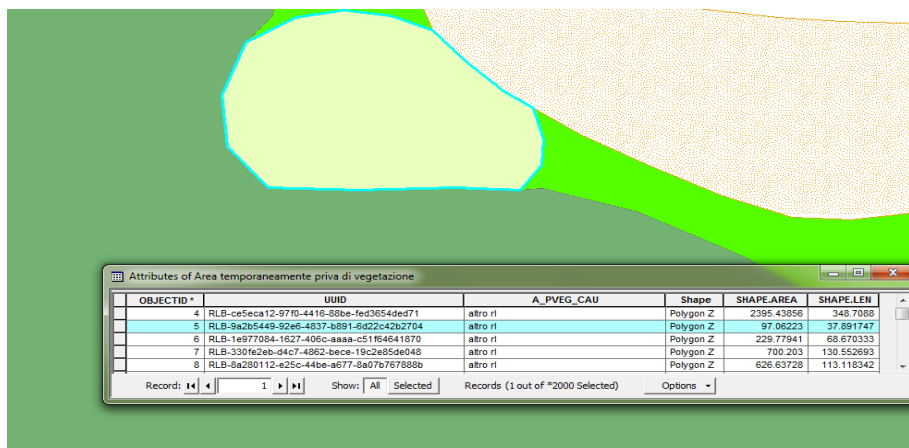 Attributes of Area temporaneamente priva di vegetazione
OBJECTID * UUID A_PVEG_CAU Shape SHAPE.AREA SHAPE.LEN
4 RLB-ce5eca12-97f0-4416-88be-fed3654ded71 altro rl Polygon Z 2395.43856 348.7088
5 RLB-9a2b5449-92e6-4837-b891-6d22c42b2704 altro rl Polygon Z 97.06223 37.891747
6 RLB-1e977084-1627-406c-aaaa-c51f64641870 altro rl Polygon Z 229.77941 68.670333
7 RLB-330fe2eb-d4c7-4862-bece-19c2e85de048 altro rl Polygon Z 700.203 130.552693
8 RLB-8a280112-e25c-44be-a677-8a07b767888b altro rl Polygon Z 626.63728 113.118342
Record: 1 Show: All Selected Records (1 out of *2000 Selected) Options